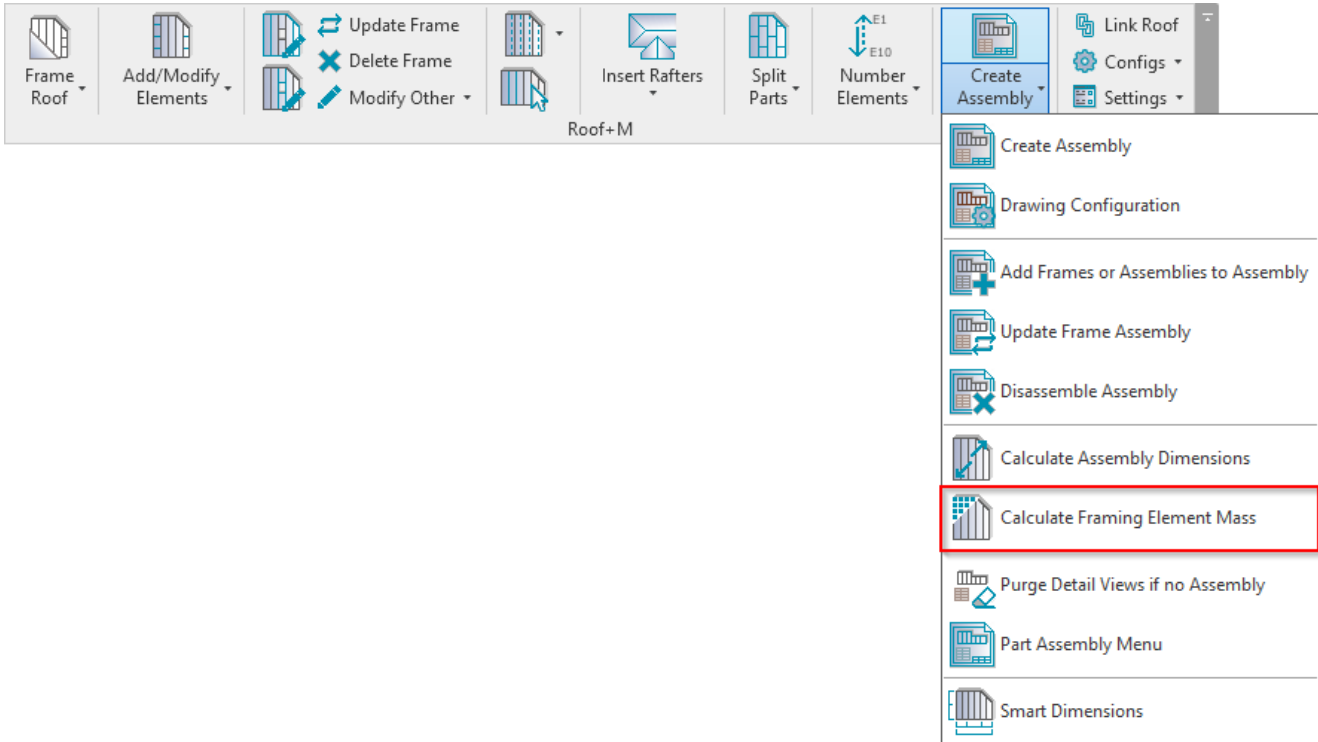 Frame
Roof
Add/Modify
Elements
Update Frame
Delete Frame
Modify Other
Insert Rafters
Split
Parts
E1
E10
Number
Elements
Create
Assembly
Link Roof
Configs
Settings
Roof+M
Create Assembly
Drawing Configuration
Add Frames or Assemblies to Assembly
Update Frame Assembly
Disassemble Assembly
Calculate Assembly Dimensions
Calculate Framing Element Mass
Purge Detail Views if no Assembly
Part Assembly Menu
Smart Dimensions